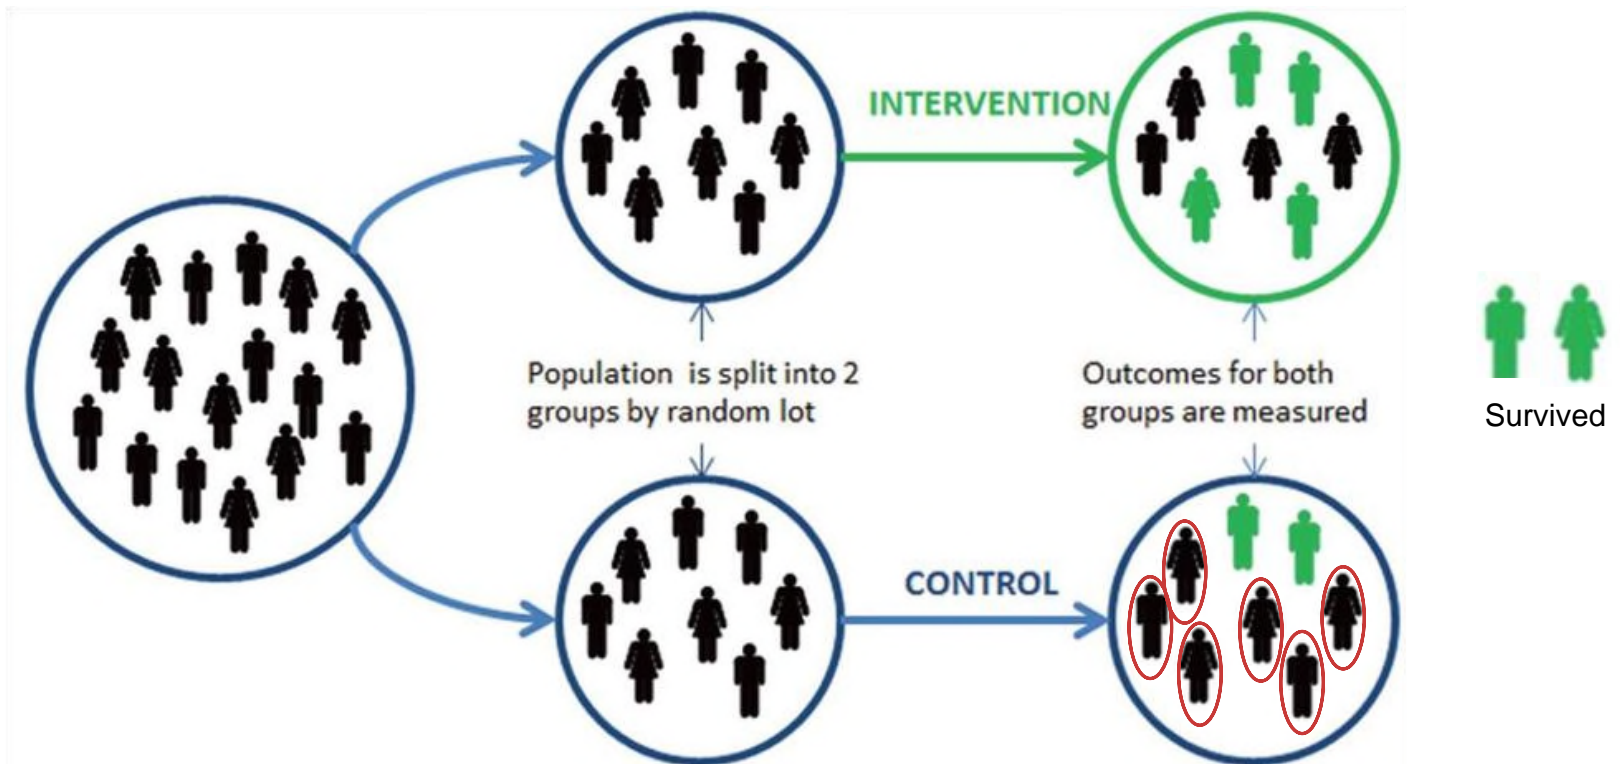 INTERVENTION
Population is split into 2
groups by random lot
Outcomes for both
groups are measured
Survived
CONTROL